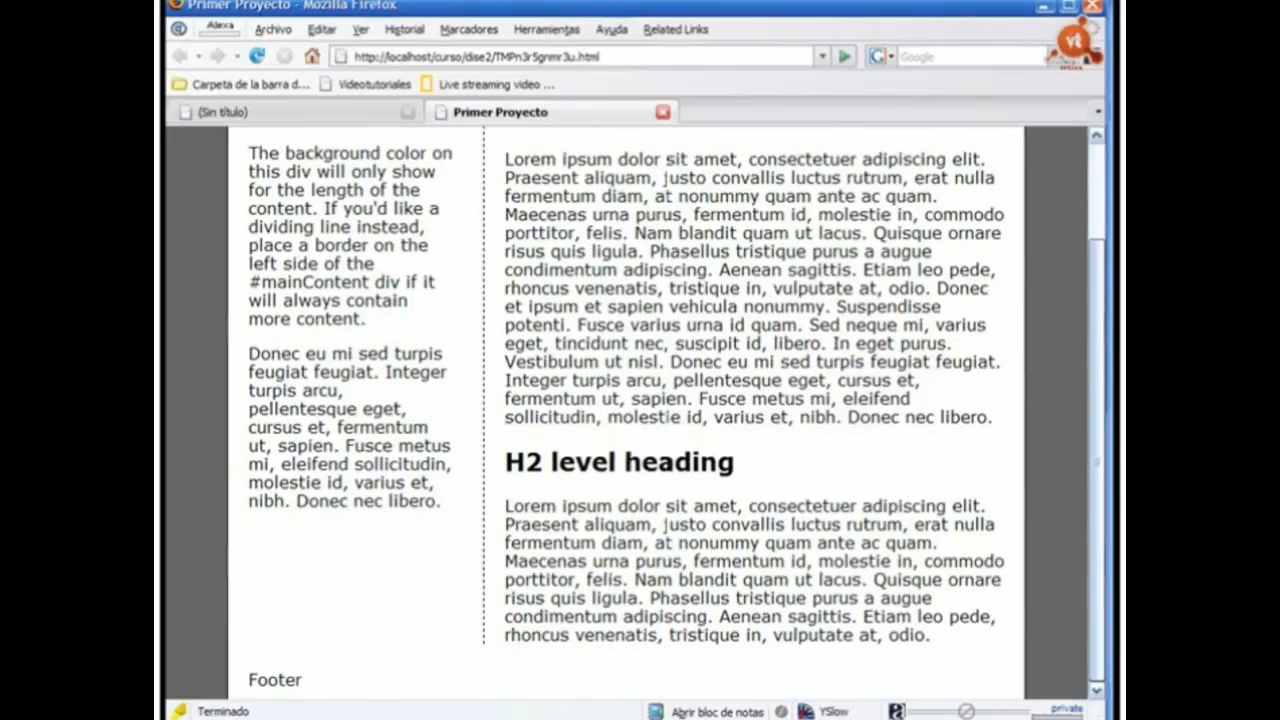 Primer Proyecto - Mozilla Firefox
Alexa Archivo Editar Ver Historial Marcadores Herramientas Ayuda Related Links
http://localhost/curso/dise2/TMPn3r5gnmr3u.html Google
vt
Carpeta de la barra d... Videotutoriales Live streaming video ...
(Sin título) Primer Proyecto
The background color on
this div will only show
for the length of the
content. If you'd like a
dividing line instead,
place a border on the
left side of the
#mainContent div if it
will always contain
more content.
Donec eu mi sed turpis
feugiat feugiat. Integer
turpis arcu,
pellentesque eget,
cursus et, fermentum
ut, sapien. Fusce metus
mi, eleifend sollicitudin,
molestie id, varius et,
nibh. Donec nec libero.
Lorem ipsum dolor sit amet, consectetuer adipiscing elit.
Praesent aliquam, justo convallis luctus rutrum, erat nulla
fermentum diam, at nonummy quam ante ac quam.
Maecenas urna purus, fermentum id, molestie in, commodo
porttitor, felis. Nam blandit quam ut lacus. Quisque ornare
risus quis ligula. Phasellus tristique purus a augue
condimentum adipiscing. Aenean sagittis. Etiam leo pede,
rhoncus venenatis, tristique in, vulputate at, odio. Donec
et ipsum et sapien vehicula nonummy. Suspendisse
potenti. Fusce varius urna id quam. Sed neque mi, varius
eget, tincidunt nec, suscipit id, libero. In eget purus.
Vestibulum ut nisl. Donec eu mi sed turpis feugiat feugiat.
Integer turpis arcu, pellentesque eget, cursus et,
fermentum ut, sapien. Fusce metus mi, eleifend
sollicitudin, molestie id, varius et, nibh. Donec nec libero.
H2 level heading
Lorem ipsum dolor sit amet, consectetuer adipiscing elit.
Praesent aliquam, justo convallis luctus rutrum, erat nulla
fermentum diam, at nonummy quam ante ac quam.
Maecenas urna purus, fermentum id, molestie in, commodo
porttitor, felis. Nam blandit quam ut lacus. Quisque ornare
risus quis ligula. Phasellus tristique purus a augue
condimentum adipiscing. Aenean sagittis. Etiam leo pede,
rhoncus venenatis, tristique in, vulputate at, odio.
Footer
Terminado Abrir bloc de notas YSlow private